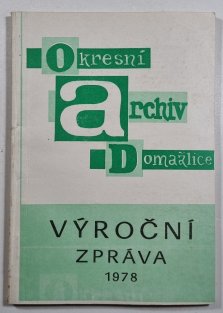 Okresní
archiv
Domažlice
VÝROČNÍ
ZPRÁVA
1978